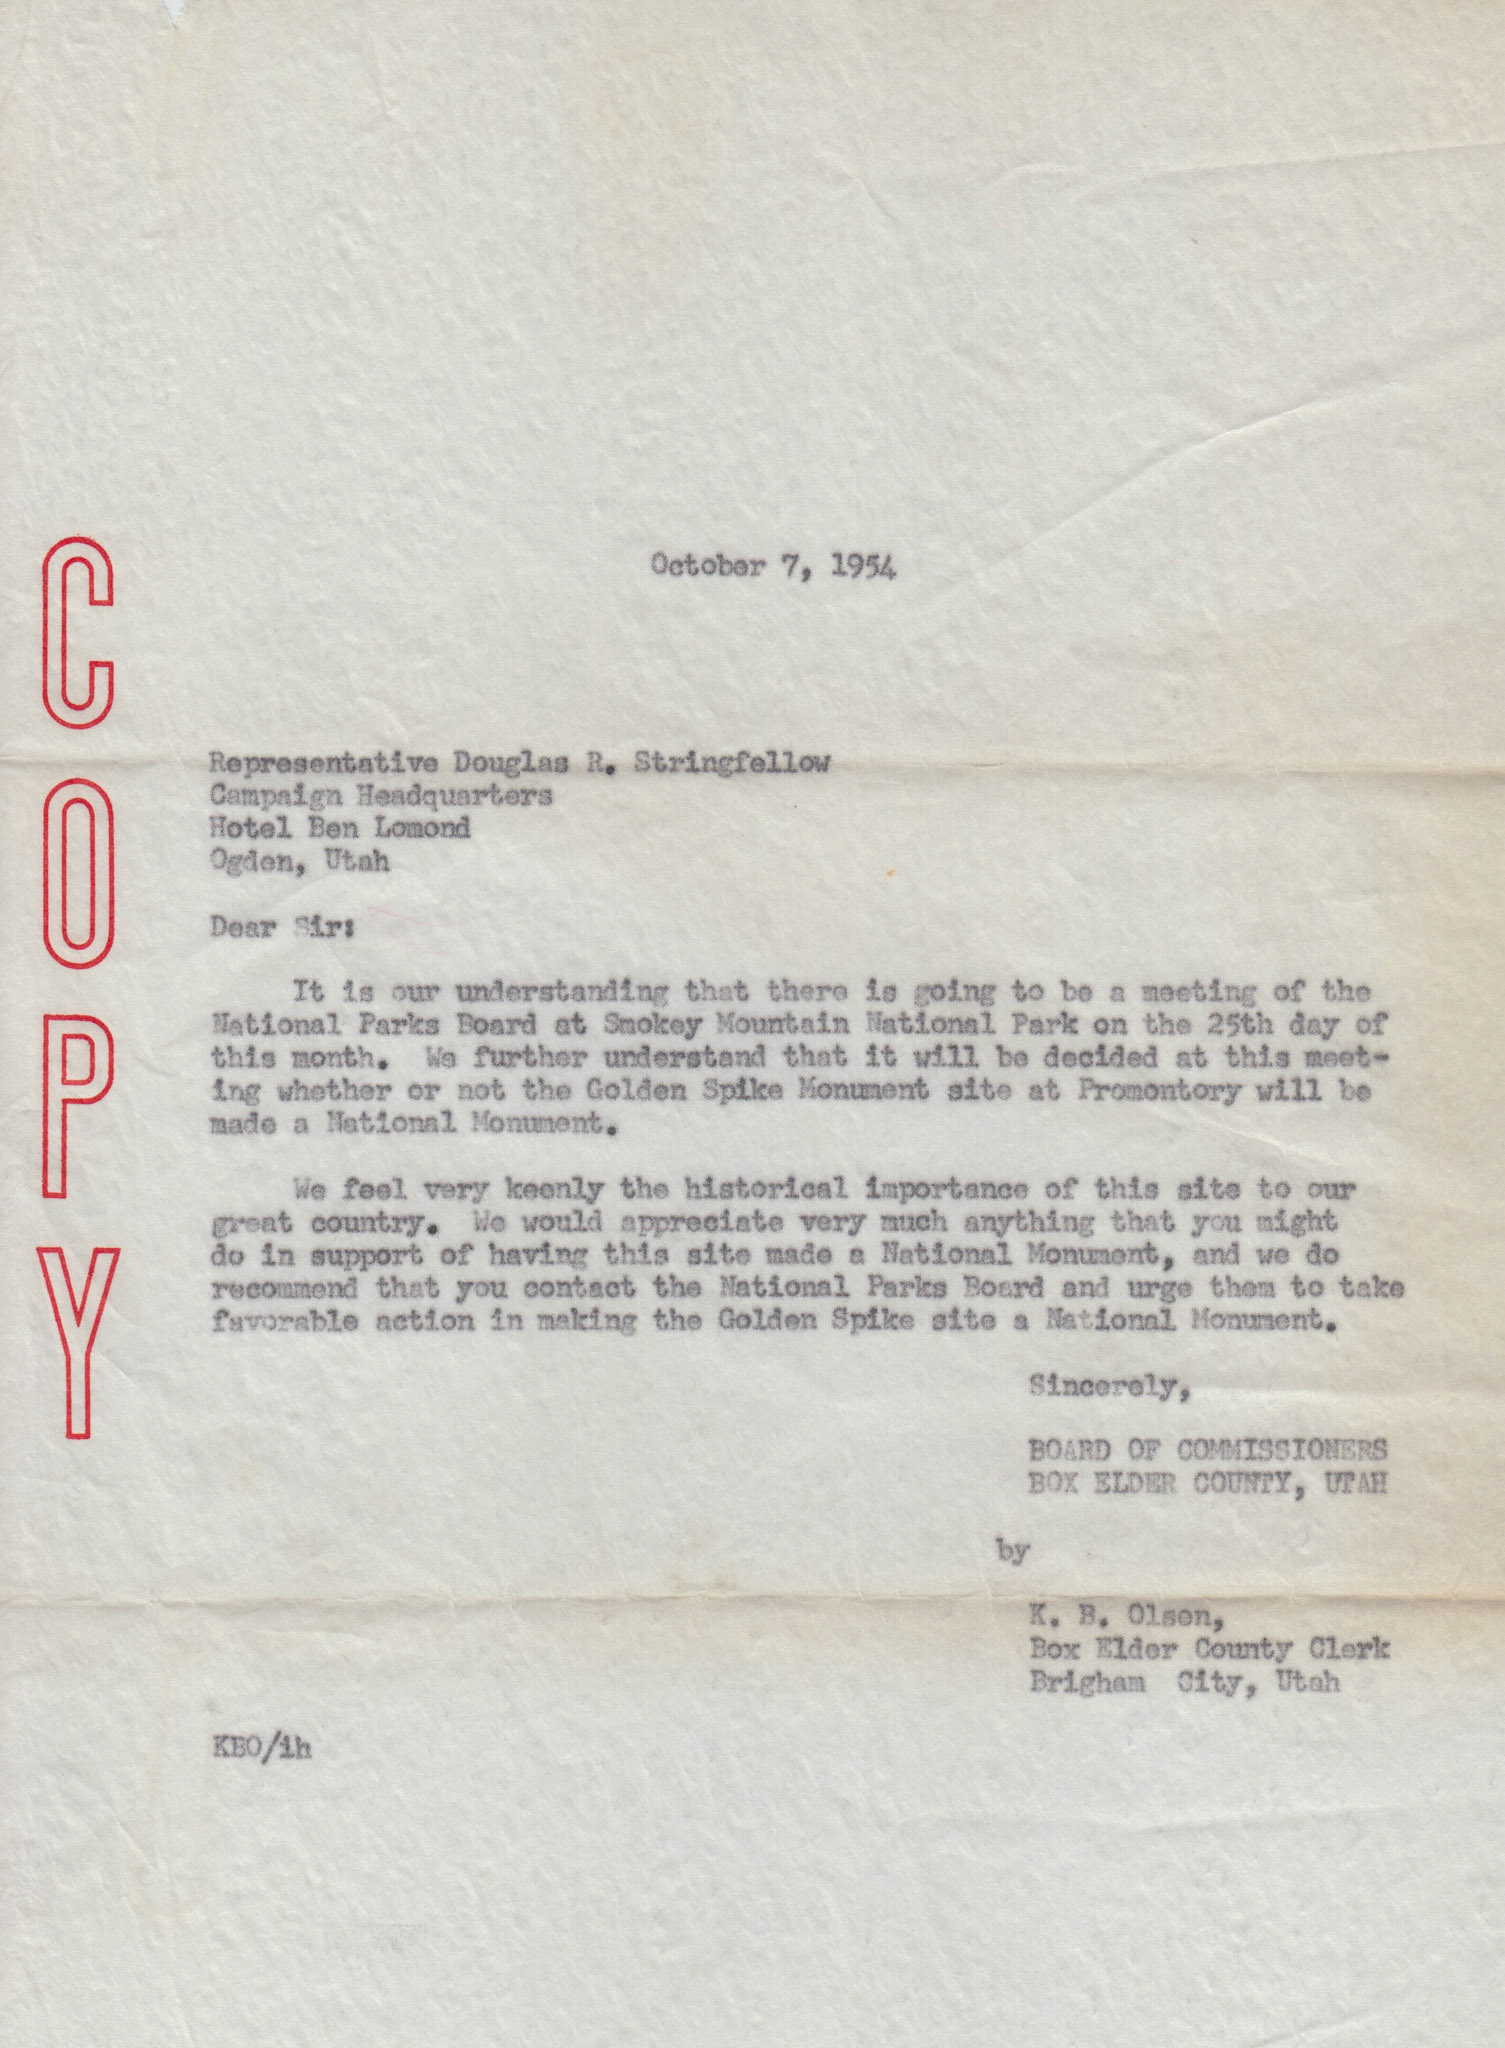 COPY
October 7, 1954
Representative Douglas R. Stringfellow
Campaign Headquarters
Hotel Ben Lomond
Ogden, Utah
Dear Sir:
It is our understanding that there is going to be a meeting of the
National Parks Board at Smokey Mountain National Park on the 25th day of
this month. We further understand that it will be decided at this meet-
ing whether or not the Golden Spike Monument site at Promontory will be
made a National Monument.
We feel very keenly the historical importance of this site to our
great country. We would appreciate very much anything that you might
do in support of having this site made a National Monument, and we do
recommend that you contact the National Parks Board and urge them to take
favorable action in making the Golden Spike site a National Monument.
Sincerely,
BOARD OF COMMISSIONERS
BOX ELDER COUNTY, UTAH
by
K. B. Olsen,
Box Elder County Clerk
Brigham City, Utah
KBO/ih